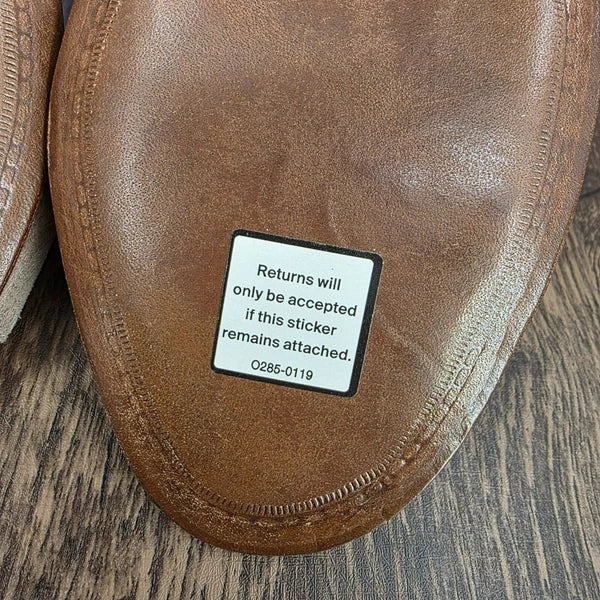 Returns will
only be accepted
if this sticker
remains attached.
O285-0119